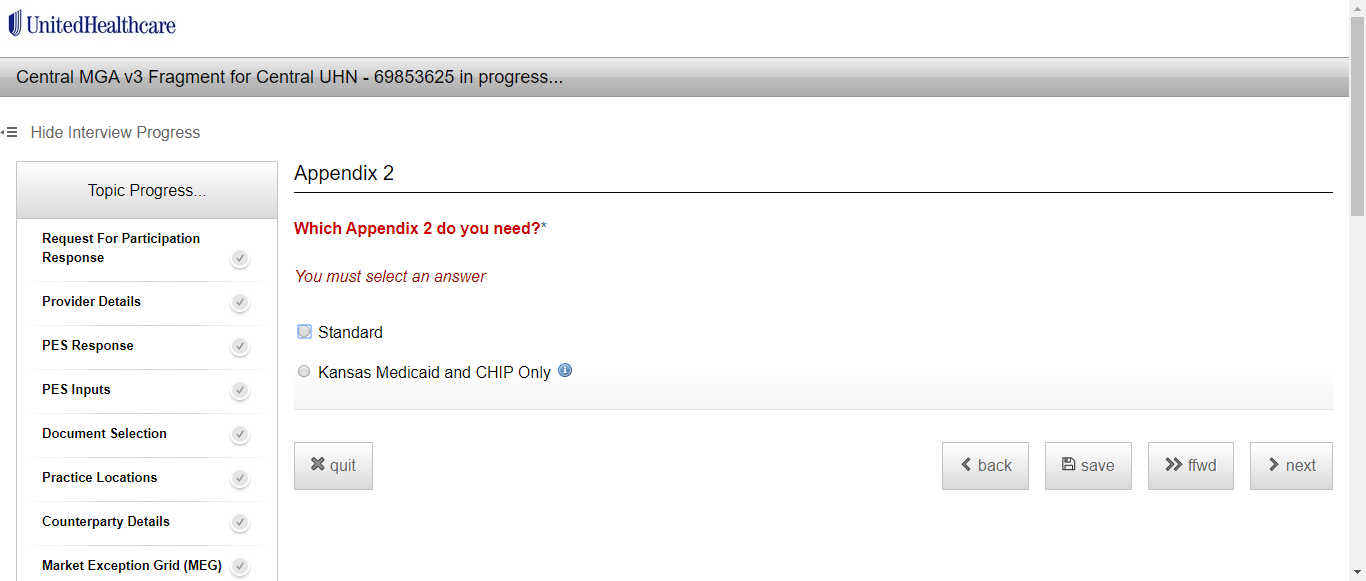 UnitedHealthcare
Central MGA v3 Fragment for Central UHN - 69853625 in progress...
Hide Interview Progress
Topic Progress...
Request For Participation
Response
Provider Details
PES Response
PES Inputs
Document Selection
Practice Locations
Counterparty Details
Market Exception Grid (MEG)
Appendix 2
Which Appendix 2 do you need?*
You must select an answer
Standard
Kansas Medicaid and CHIP Only
quit
back
save
ffwd
next